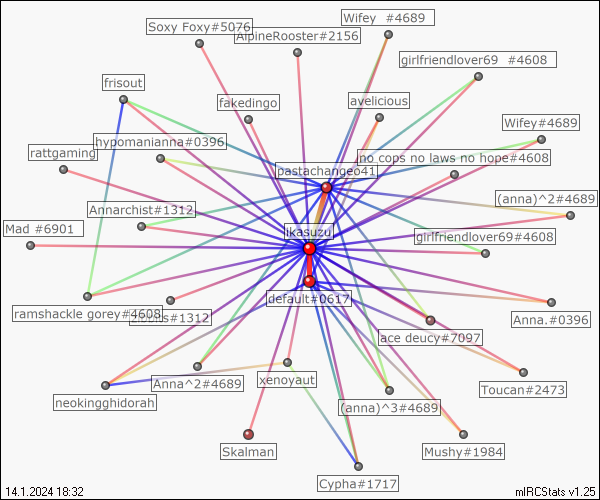 Wifey  #4689
Soxy Foxy#5076
AlpineRooster#2156
girlfriendlover69  #4608
frisout
fakedingo
avelicious
Wifey#4689
hypomanianna#0396
rattgaming
no cops no laws no hope#4608
pastachangeo41
(anna)^2#4689
Annarchist#1312
Mad #6901
ikasuzu
girlfriendlover69#4608
default#0617
ramshackle gorey#4608
#1312
Anna.#0396
ace deucy#7097
Anna^2#4689
xenoyaut
Toucan#2473
neokingghidorah
(anna)^3#4689
Skalman
Mushy#1984
Cypha#1717
14.1.2024 18:32
mIRCStats v1.25